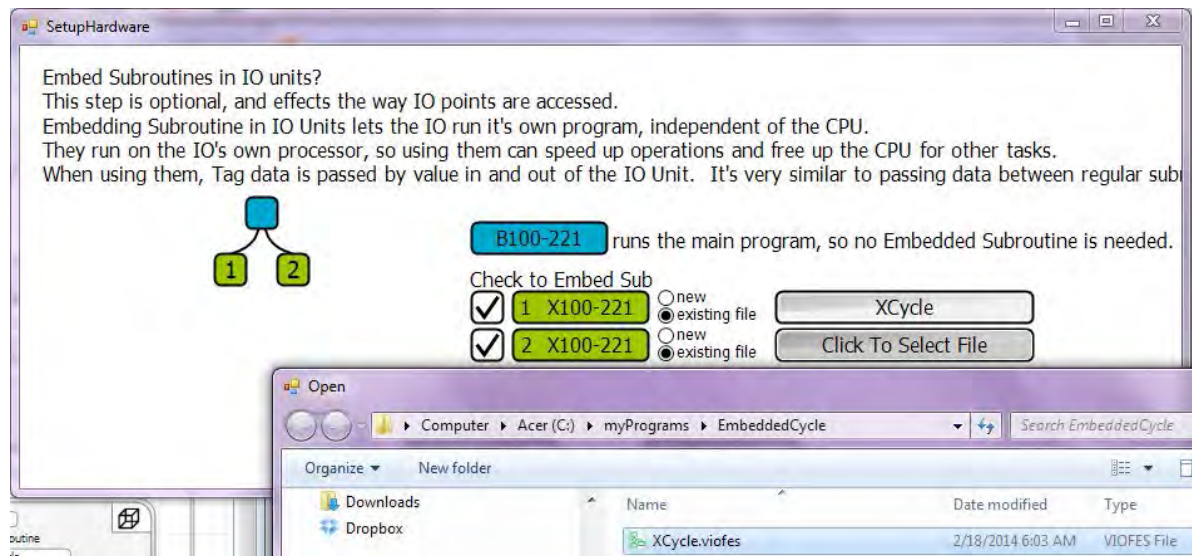 SetupHardware
Embed Subroutines in IO units?
This step is optional, and effects the way IO points are accessed.
Embedding Subroutine in IO Units lets the IO run it's own program, independent of the CPU.
They run on the IO's own processor, so using them can speed up operations and free up the CPU for other tasks.
When using them, Tag data is passed by value in and out of the IO Unit. It's very similar to passing data between regular
B100-221 runs the main program, so no Embedded Subroutine is needed.
1 2
Check to Embed Sub
1 X100-221 new existing file XCycle
2 X100-221 new existing file Click To Select File
Open
Computer Acer (C:) myPrograms EmbeddedCycle Search EmbeddedCycle
Organize New folder
Downloads Name Date modified Type
Dropbox XCycle.viofes 2/18/2014 6:03 AM VIOFES File